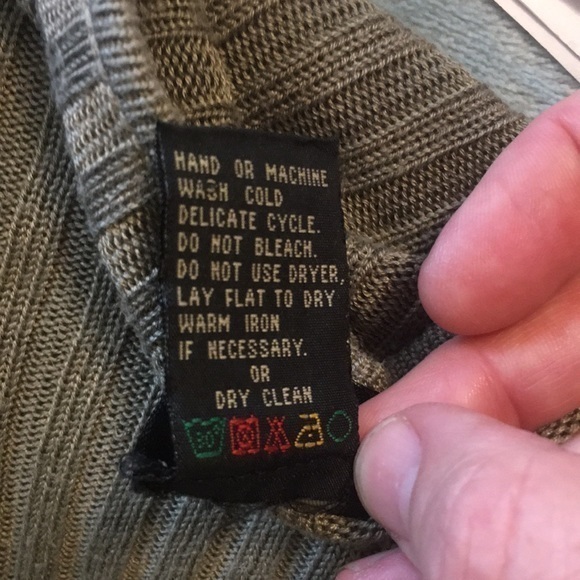 HAND OR MACHINE
WASH COLD
DELICATE CYCLE.
DO NOT BLEACH.
DO NOT USE DRYER,
LAY FLAT TO DRY
WARM IRON
IF NECESSARY.
OR
DRY CLEAN
30